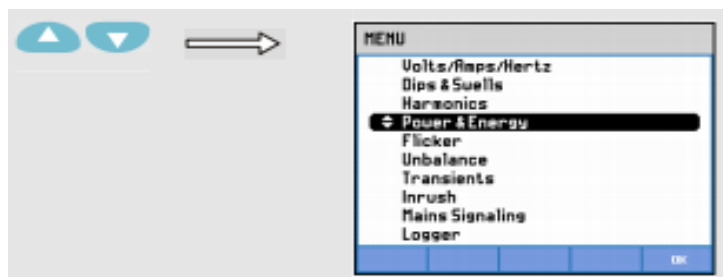 MENU
Volts/Amps/Hertz
Dips & Swells
Harmonics
Power & Energy
Flicker
Unbalance
Transients
Inrush
Mains Signaling
Logger
OK